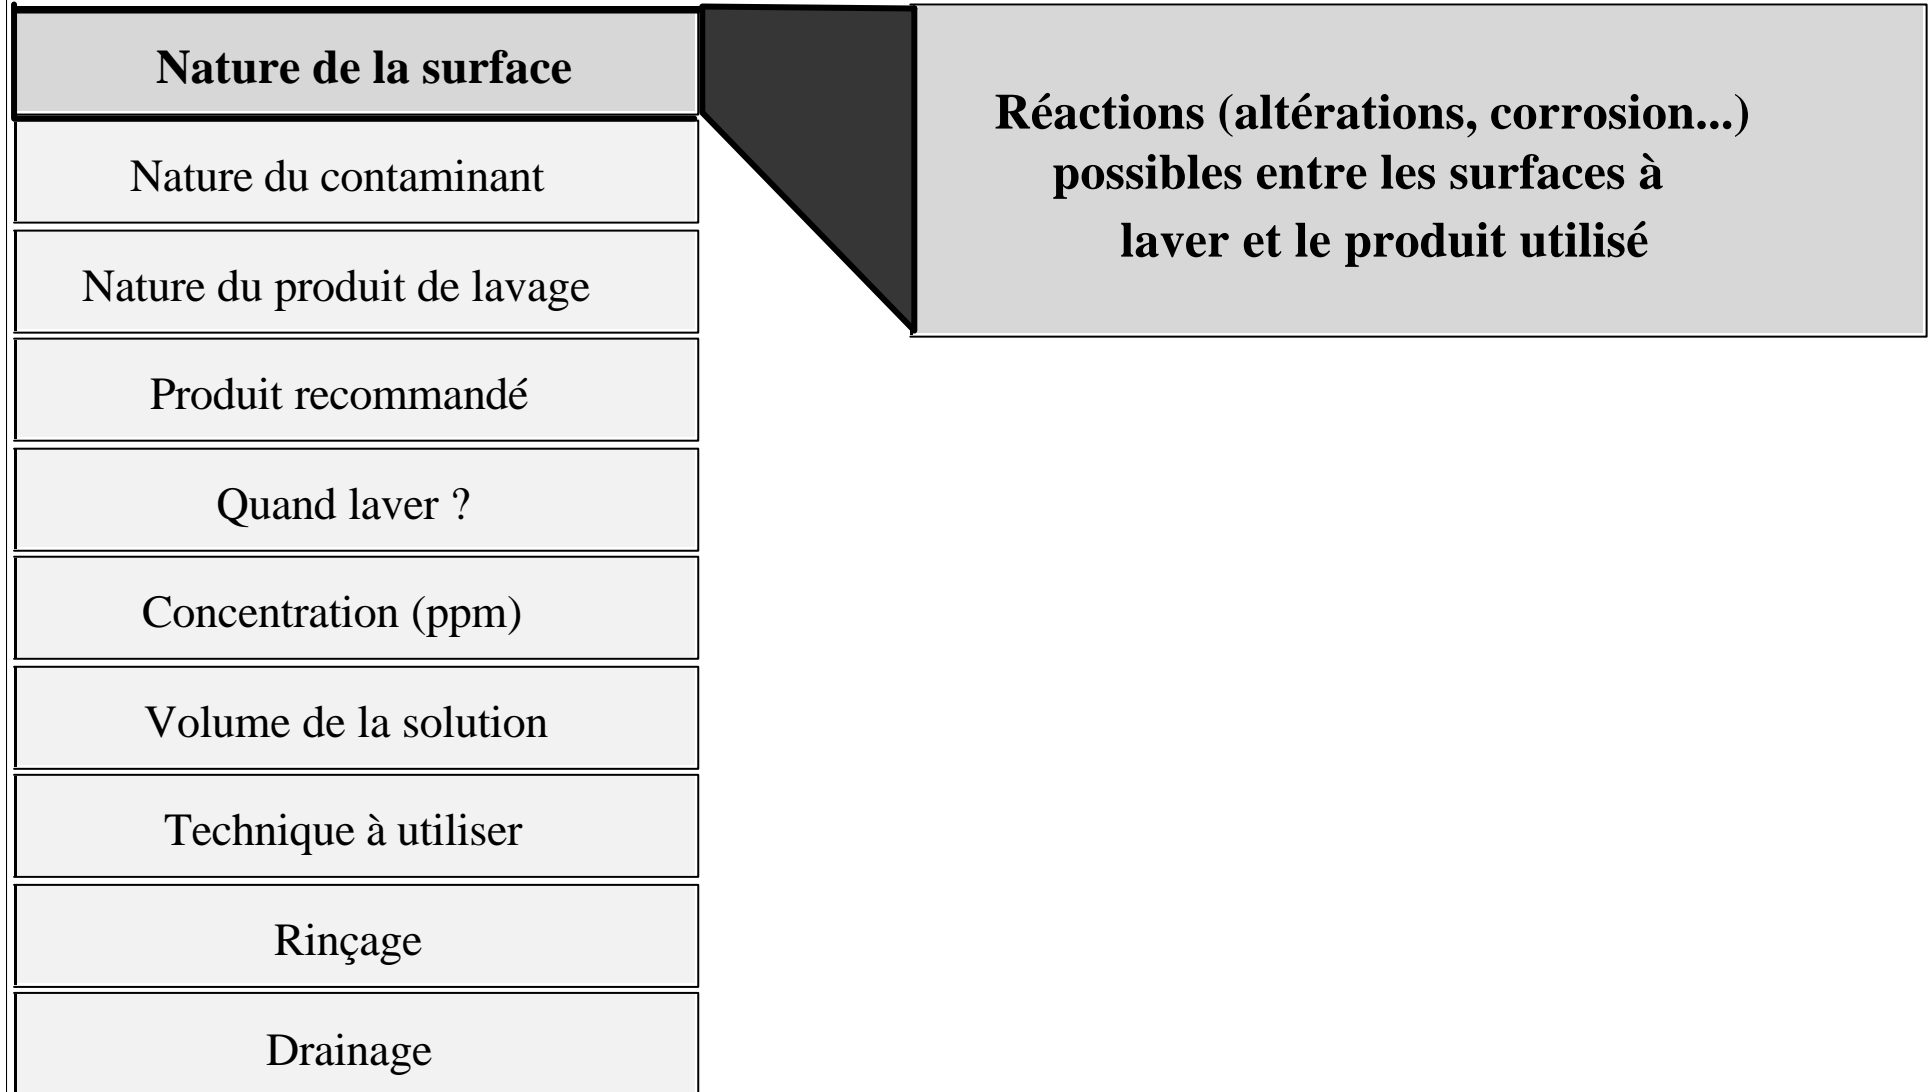 Nature de la surface
Réactions (altérations, corrosion...)
possibles entre les surfaces à
laver et le produit utilisé
Nature du contaminant
Nature du produit de lavage
Produit recommandé
Quand laver ?
Concentration (ppm)
Volume de la solution
Technique à utiliser
Rinçage
Drainage